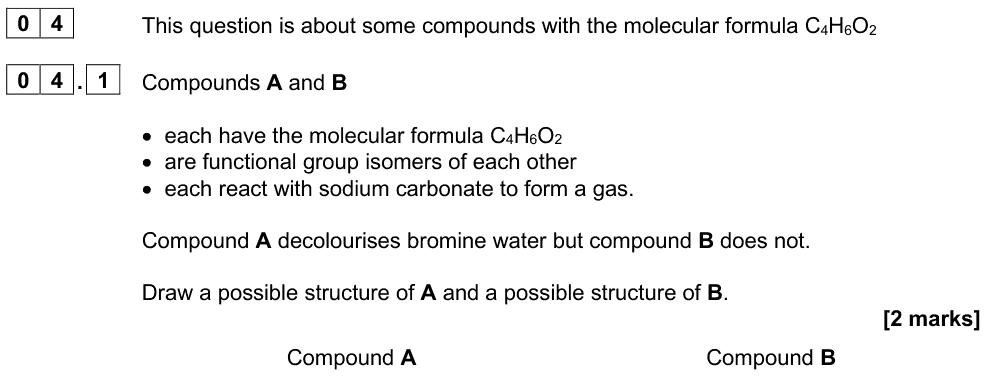 0 4 This question is about some compounds with the molecular formula C₄H₆O₂
0 4 . 1 Compounds A and B
• each have the molecular formula C₄H₆O₂
• are functional group isomers of each other
• each react with sodium carbonate to form a gas.
Compound A decolourises bromine water but compound B does not.
Draw a possible structure of A and a possible structure of B.
[2 marks]
Compound A Compound B